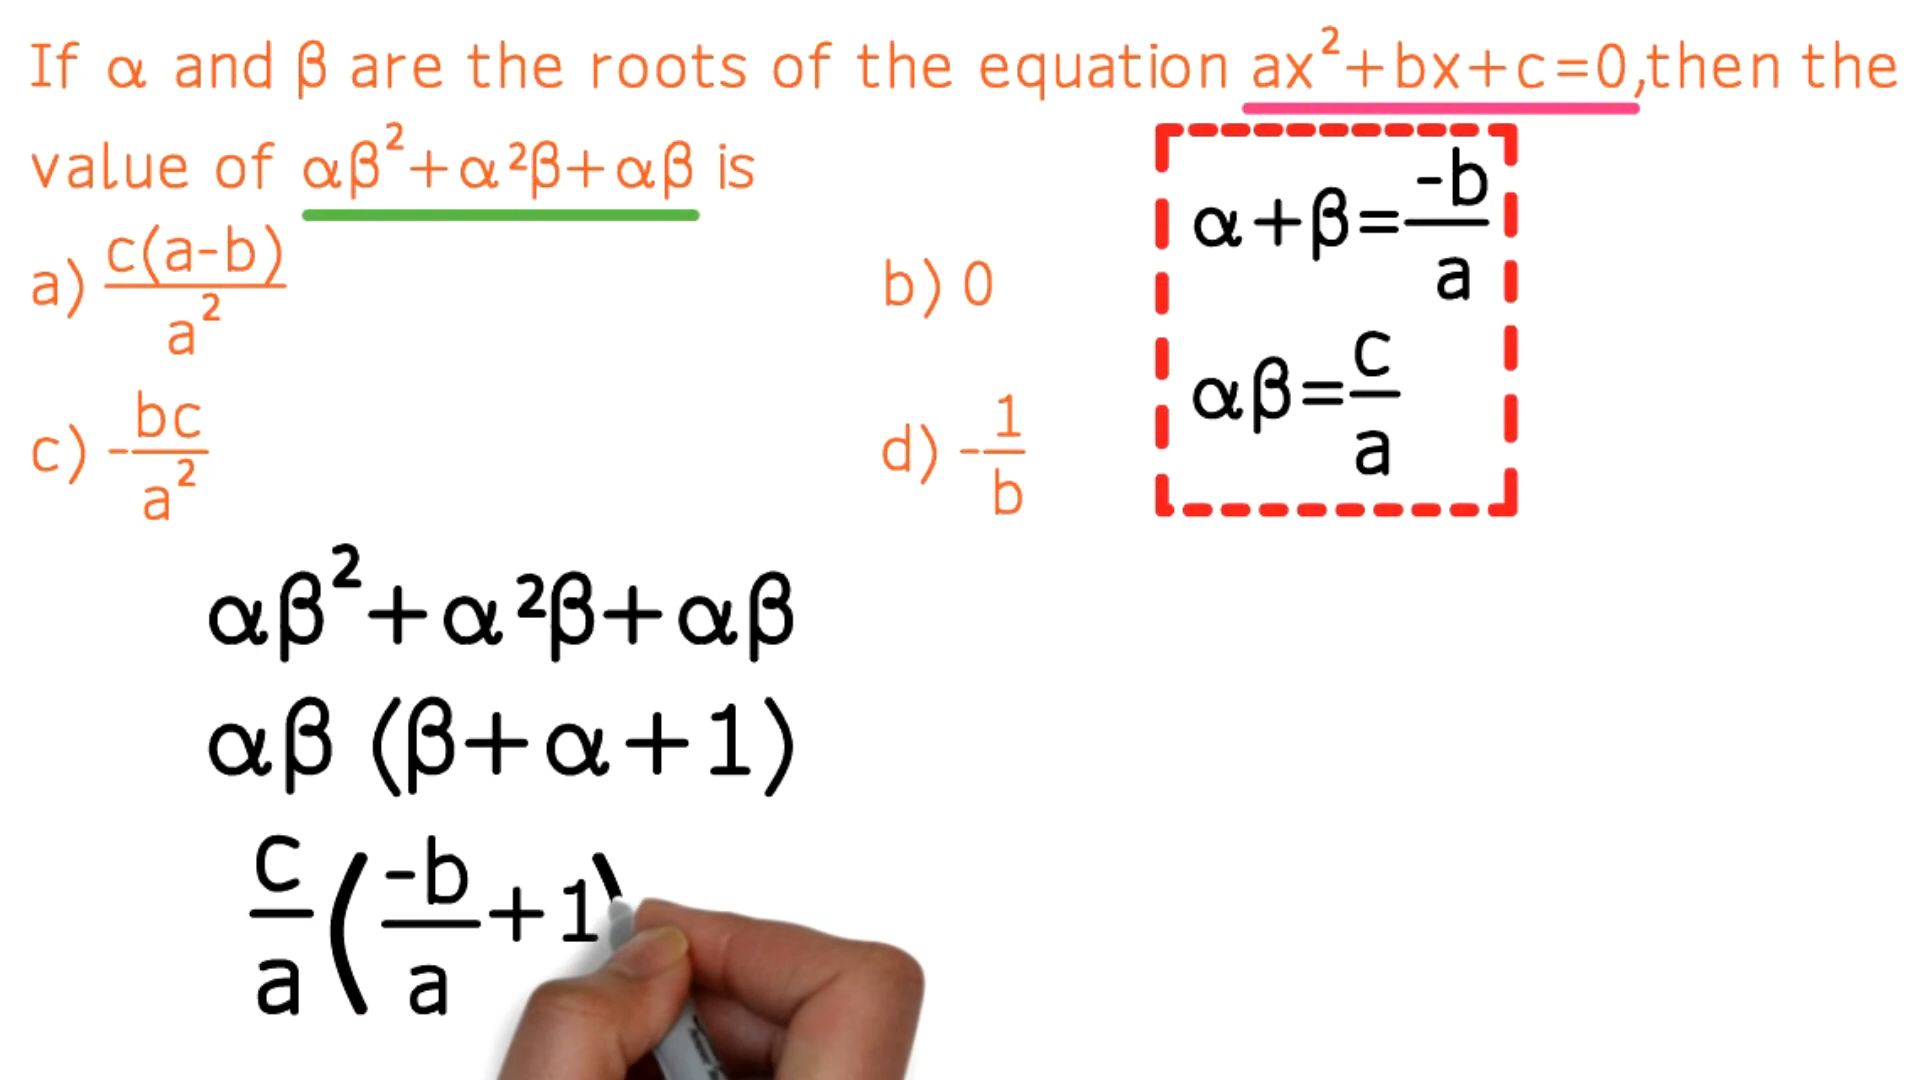 If α and β are the roots of the equation ax²+bx+c=0,then the
value of αβ²+α²β+αβ is
a) c(a-b)/a²
b) 0
c) -bc/a²
d) -1/b
α+β=-b/a
αβ=c/a
αβ²+α²β+αβ
αβ (β+α+1)
c/a(-b/a+1)